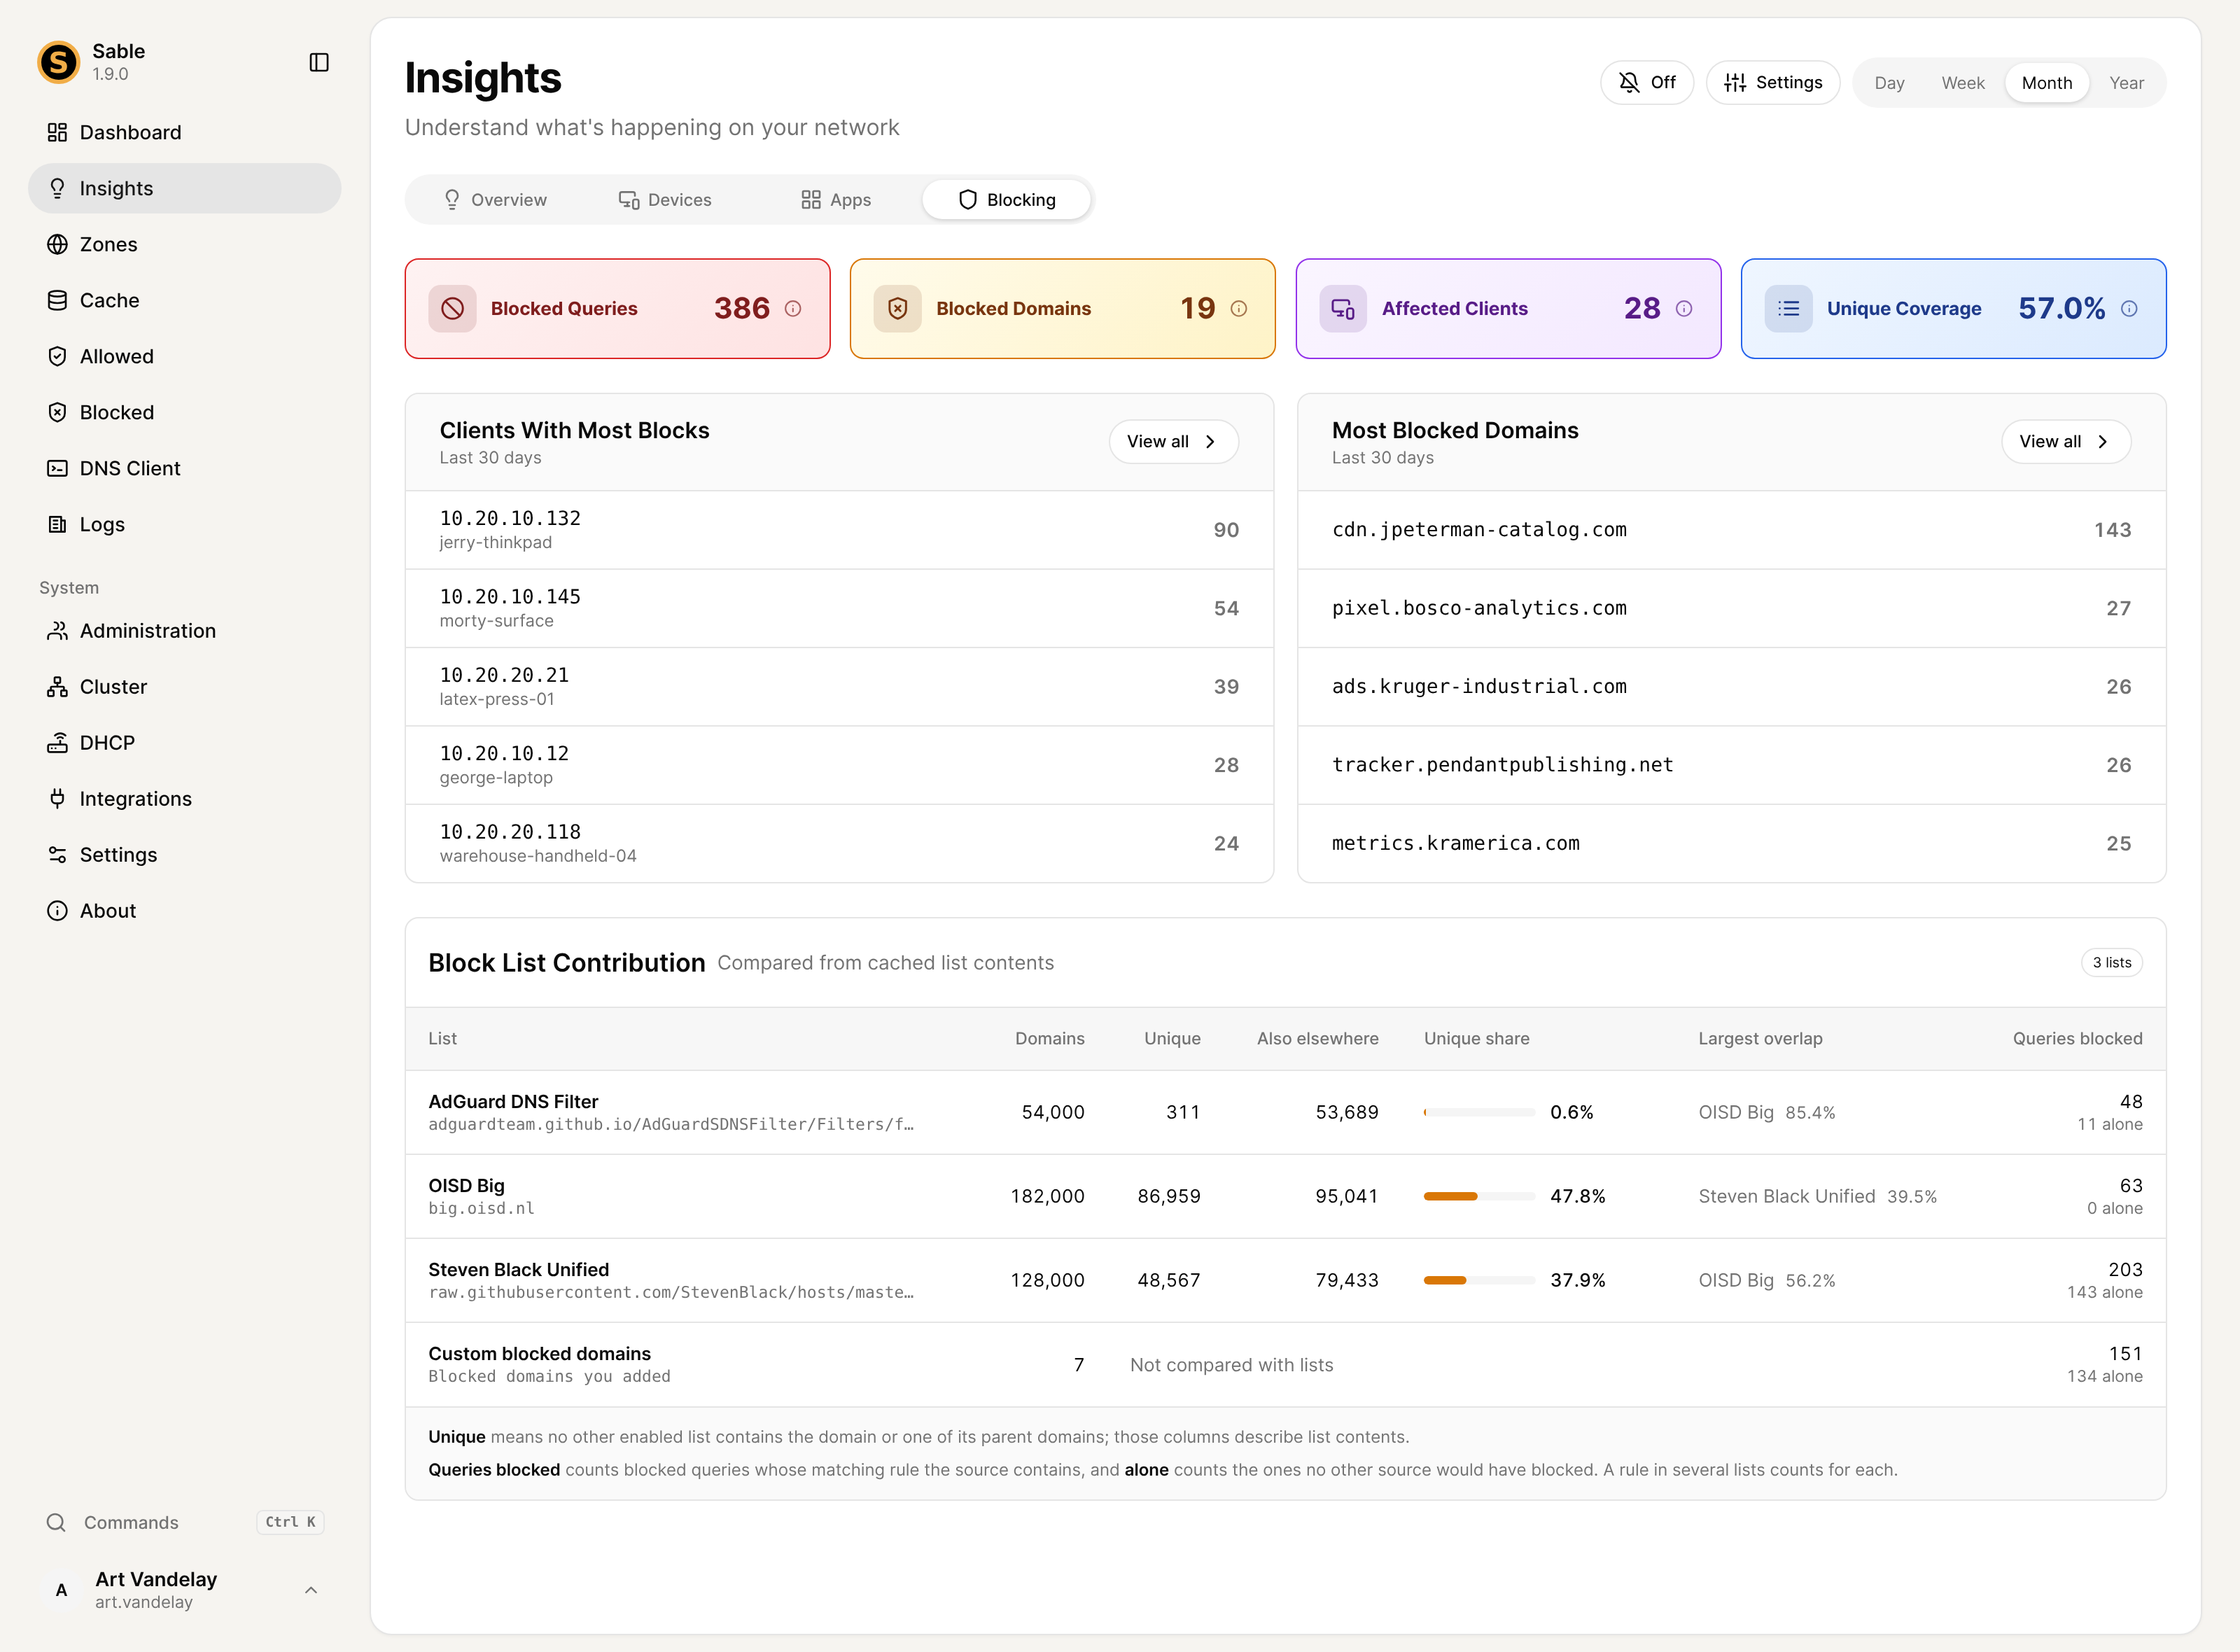 S
Sable
1.9.0
Dashboard
Insights
Zones
Cache
Allowed
Blocked
DNS Client
Logs
System
Administration
Cluster
DHCP
Integrations
Settings
About
Commands Ctrl K
A
Art Vandelay
art.vandelay
Insights
Understand what's happening on your network
Off Settings Day Week Month Year
Overview Devices Apps Blocking
Blocked Queries 386
Blocked Domains 19
Affected Clients 28
Unique Coverage 57.0%
Clients With Most Blocks
Last 30 days
View all
10.20.10.132
jerry-thinkpad
90
10.20.10.145
morty-surface
54
10.20.20.21
latex-press-01
39
10.20.10.12
george-laptop
28
10.20.20.118
warehouse-handheld-04
24
Most Blocked Domains
Last 30 days
View all
cdn.jpeterman-catalog.com 143
pixel.bosco-analytics.com 27
ads.kruger-industrial.com 26
tracker.pendantpublishing.net 26
metrics.kramerica.com 25
Block List Contribution Compared from cached list contents 3 lists
List Domains Unique Also elsewhere Unique share Largest overlap Queries blocked
AdGuard DNS Filter
adguardteam.github.io/AdGuardSDNSFilter/Filters/f…
54,000 311 53,689 0.6% OISD Big 85.4%
48
11 alone
OISD Big
big.oisd.nl
182,000 86,959 95,041 47.8% Steven Black Unified 39.5%
63
0 alone
Steven Black Unified
raw.githubusercontent.com/StevenBlack/hosts/maste…
128,000 48,567 79,433 37.9% OISD Big 56.2%
203
143 alone
Custom blocked domains
Blocked domains you added
7 Not compared with lists
151
134 alone
Unique means no other enabled list contains the domain or one of its parent domains; those columns describe list contents.
Queries blocked counts blocked queries whose matching rule the source contains, and alone counts the ones no other source would have blocked. A rule in several lists counts for each.